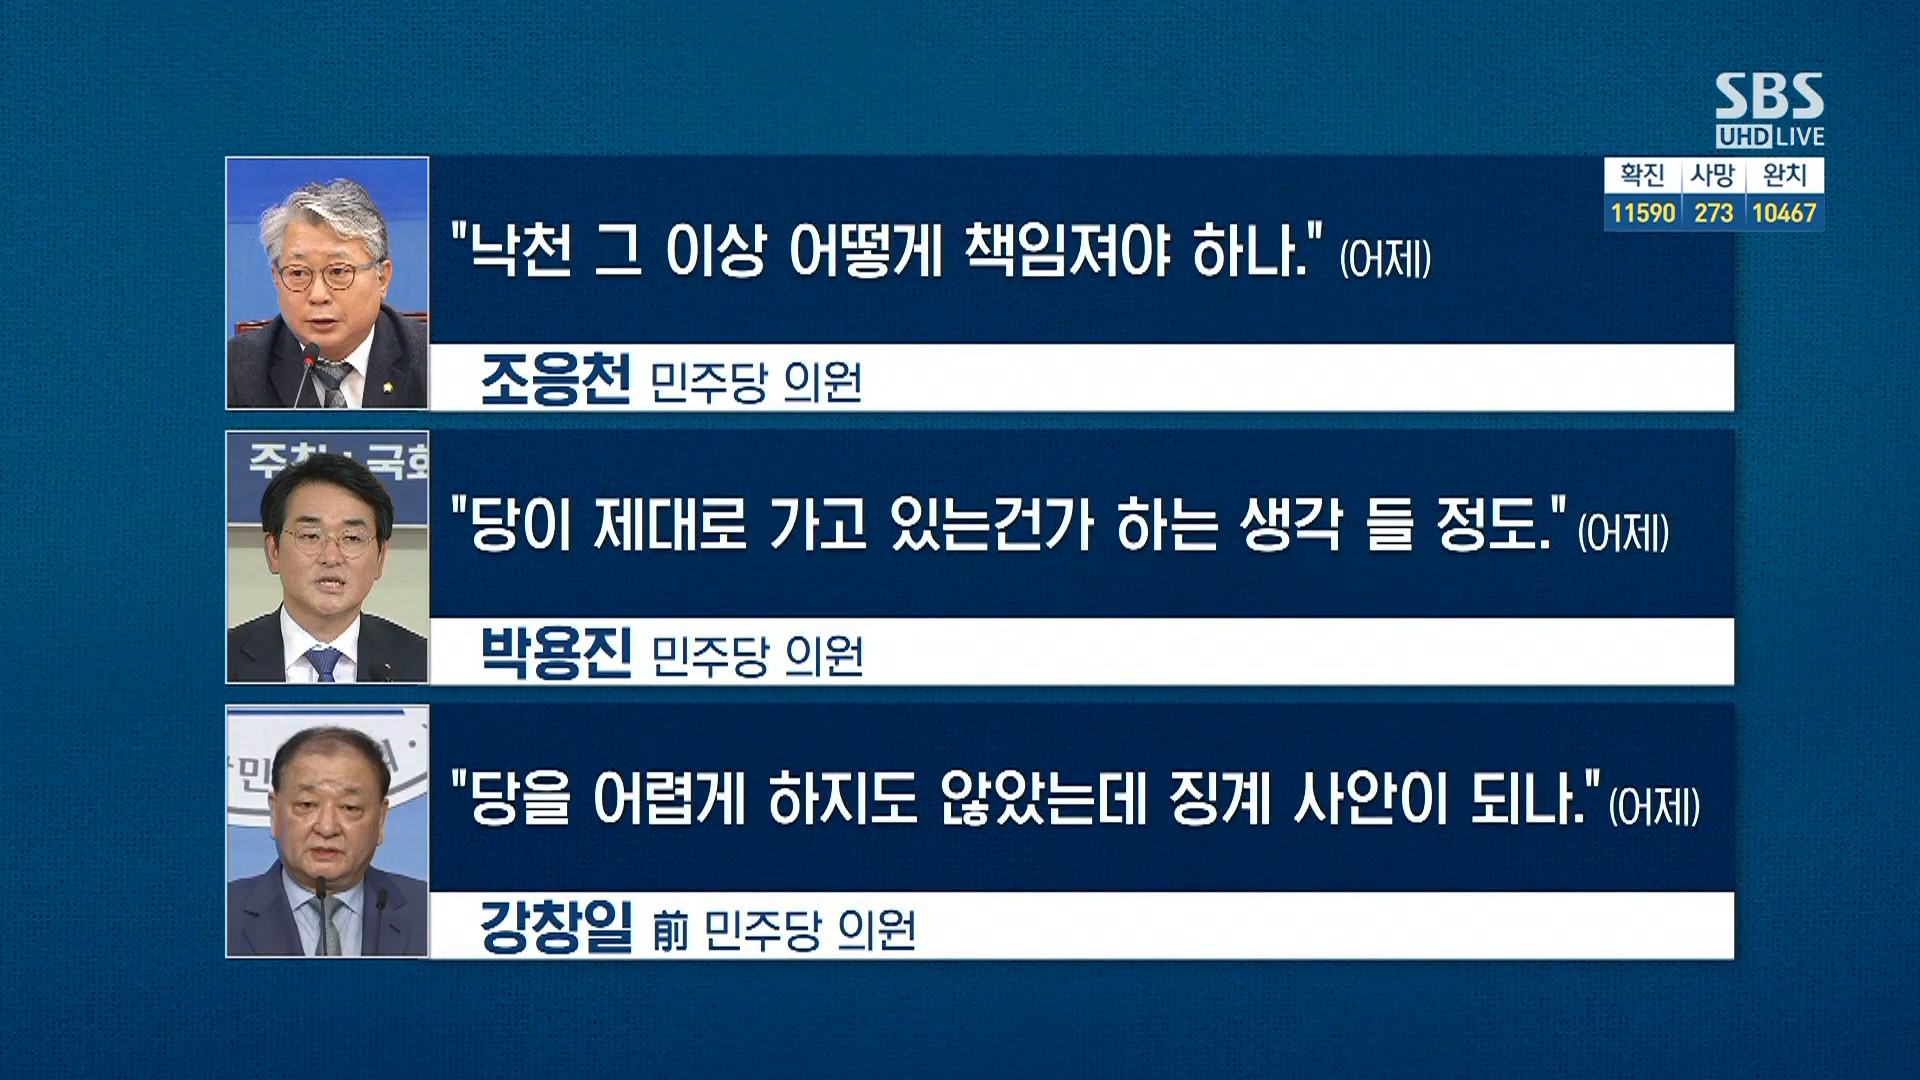 SBS
UHD LIVE
확진 사망 완치
11590 273 10467
"낙천 그 이상 어떻게 책임져야 하나." (어제)
조응천 민주당 의원
"당이 제대로 가고 있는건가 하는 생각 들 정도." (어제)
박용진 민주당 의원
"당을 어렵게 하지도 않았는데 징계 사안이 되나." (어제)
강창일 前 민주당 의원